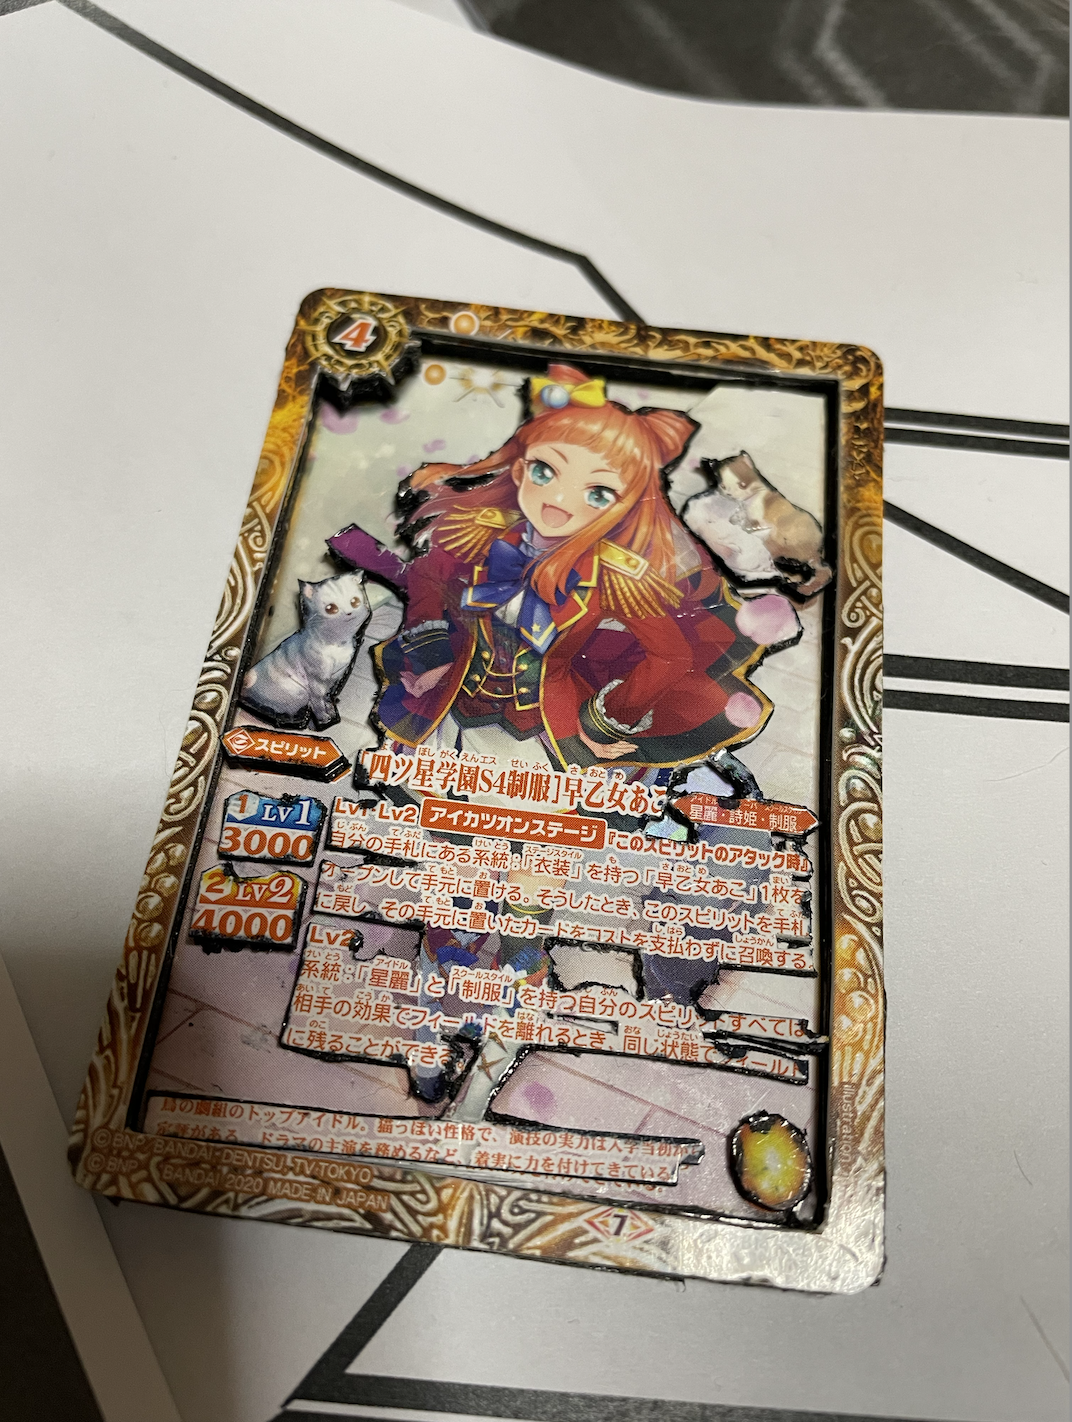 4
スピリット
[四ツ星学園S4制服]早乙女あこ
星麗・詩姫・制服
1 LV1
3000
2 LV2
4000
Lv1・Lv2 アイカツオンステージ『このスピリットのアタック時』
自分の手札にある系統:「衣装」を持つ「早乙女あこ」1枚を
オープンして手元に置ける。そうしたとき、このスピリットを手札
に戻し、その手元に置いたカードをコストを支払わずに召喚する。
Lv2
系統:「星麗」と「制服」を持つ自分のスピリットすべては、
相手の効果でフィールドを離れるとき、同じ状態でフィールド
に残ることができる。
の劇組のトップアイドル。猫っぽい性格で、演技の実力は入学当初から
定評がある。ドラマの主演を務めるなど、着実に力を付けてきている。
©BNP/BANDAI・DENTSU, TV TOKYO
©BNP
BANDAI 2020 MADE IN JAPAN
7
Illustrated